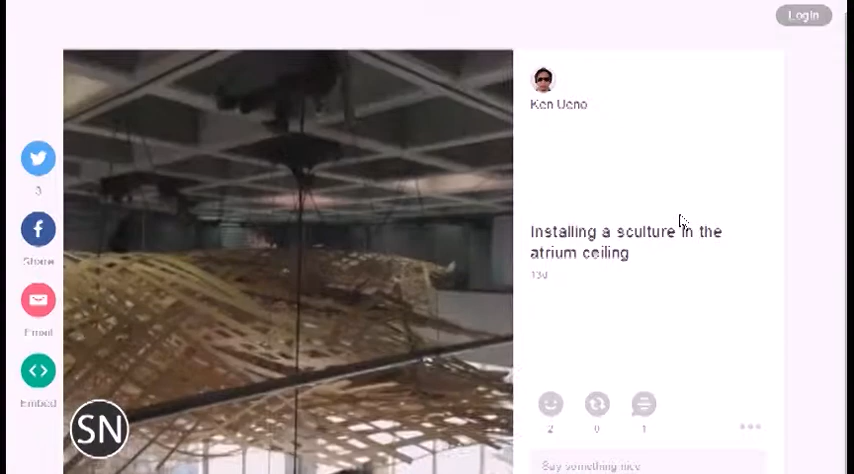 Login
Ken Ueno
3
Share
Installing a sculture in the
atrium ceiling
13d
Email
Embed
2
0
1
SN
Say something nice